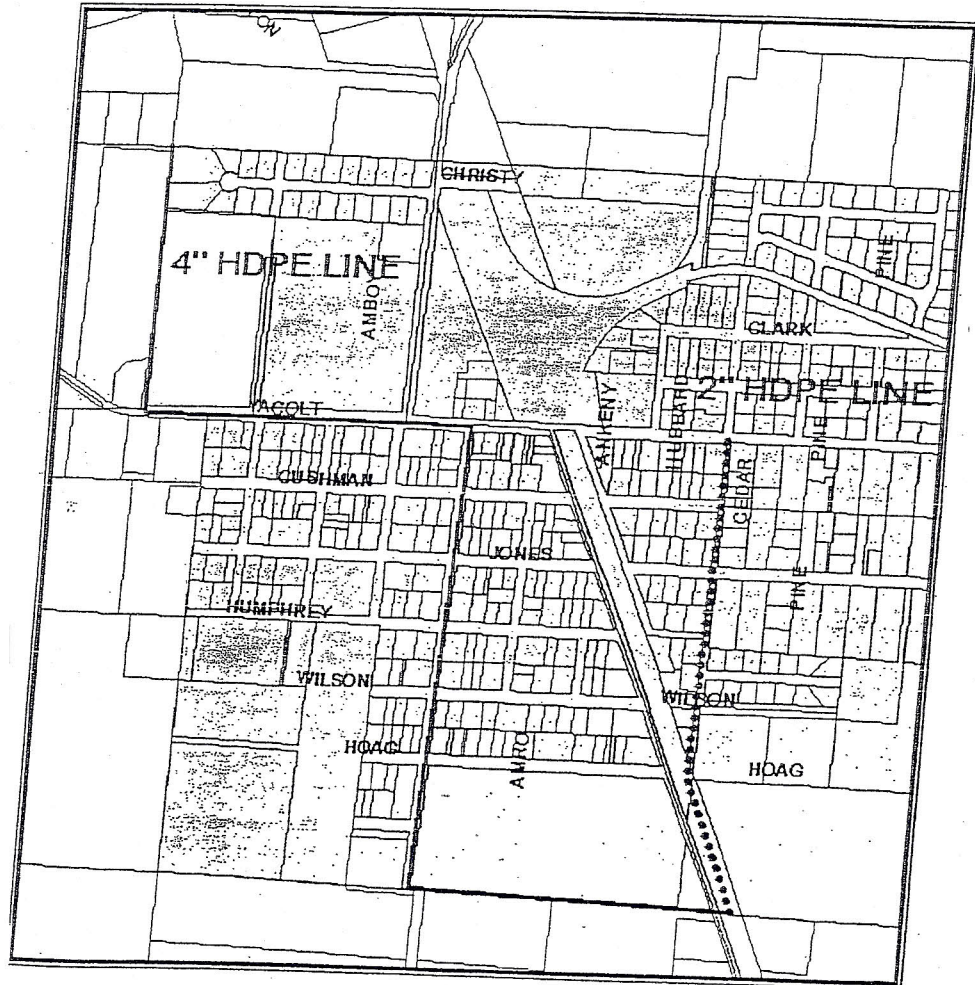 CHRISTY
PINE
4" HDPE LINE
AMBOY
CLARK
2" HDPE LINE
YACOLT
ANKENY
HUBBARD
PINE
CUSHMAN
CEDAR
JONES
PINE
HUMPHREY
WILSON
WILSON
HOAG
AMRO
HOAG